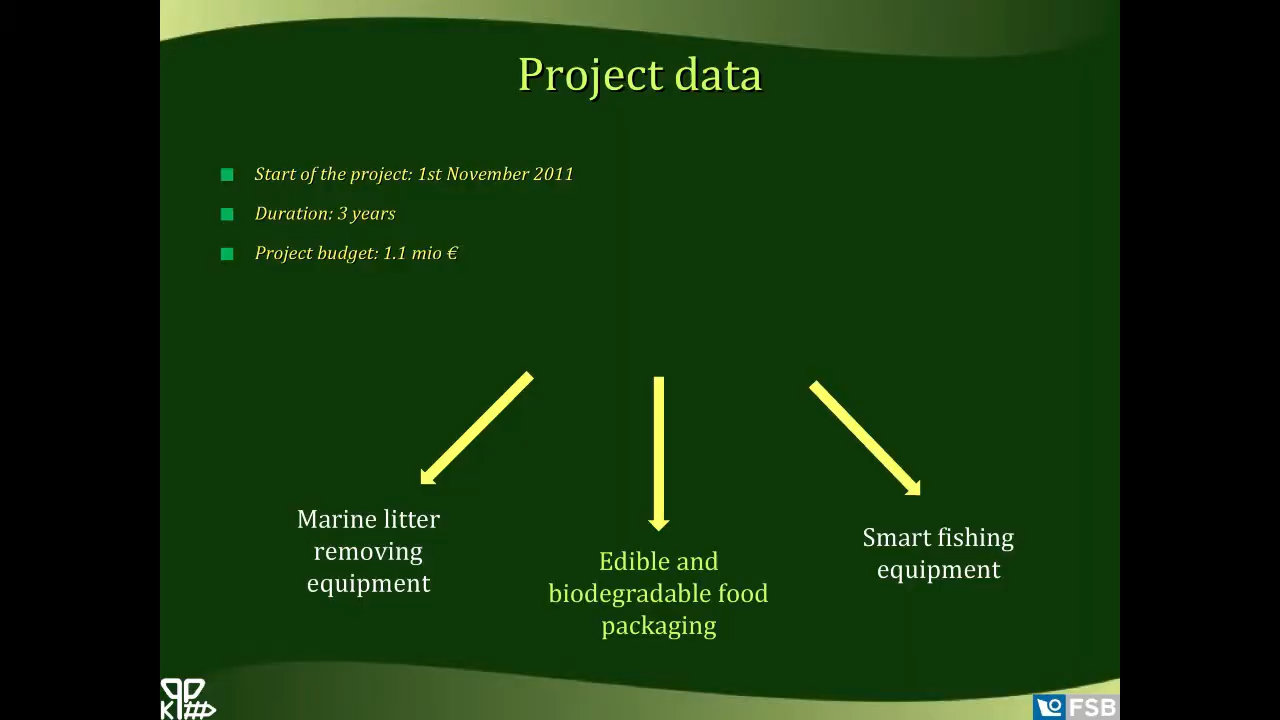 Project data
Start of the project: 1st November 2011
Duration: 3 years
Project budget: 1.1 mio €
Marine litter
removing
equipment
Edible and
biodegradable food
packaging
Smart fishing
equipment
FSB